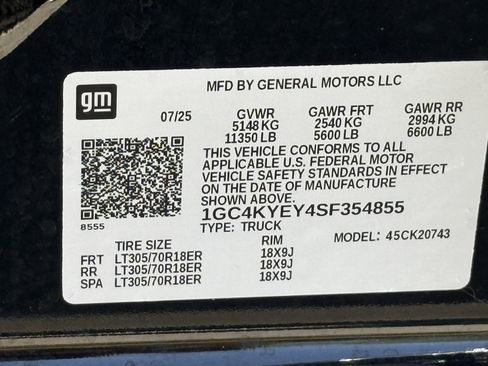 gm
MFD BY GENERAL MOTORS LLC
07/25 GVWR GAWR FRT GAWR RR
5148 KG 2540 KG 2994 KG
11350 LB 5600 LB 6600 LB
THIS VEHICLE CONFORMS TO ALL
APPLICABLE U.S. FEDERAL MOTOR
VEHICLE SAFETY STANDARDS IN EFFECT
ON THE DATE OF MANUFACTURE
SHOWN ABOVE.
8555
1GC4KYEY4SF354855
TYPE: TRUCK
MODEL: 45CK20743
TIRE SIZE RIM
FRT LT305/70R18ER 18X9J
RR LT305/70R18ER 18X9J
SPA LT305/70R18ER 18X9J